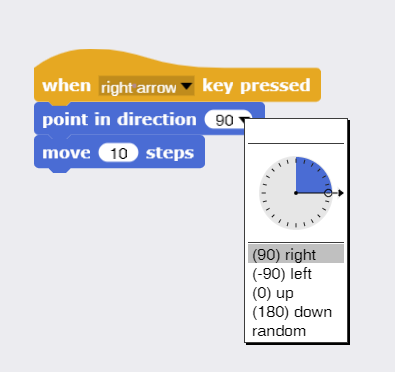 when right arrow key pressed
point in direction 90
move 10 steps
(90) right
(-90) left
(0) up
(180) down
random